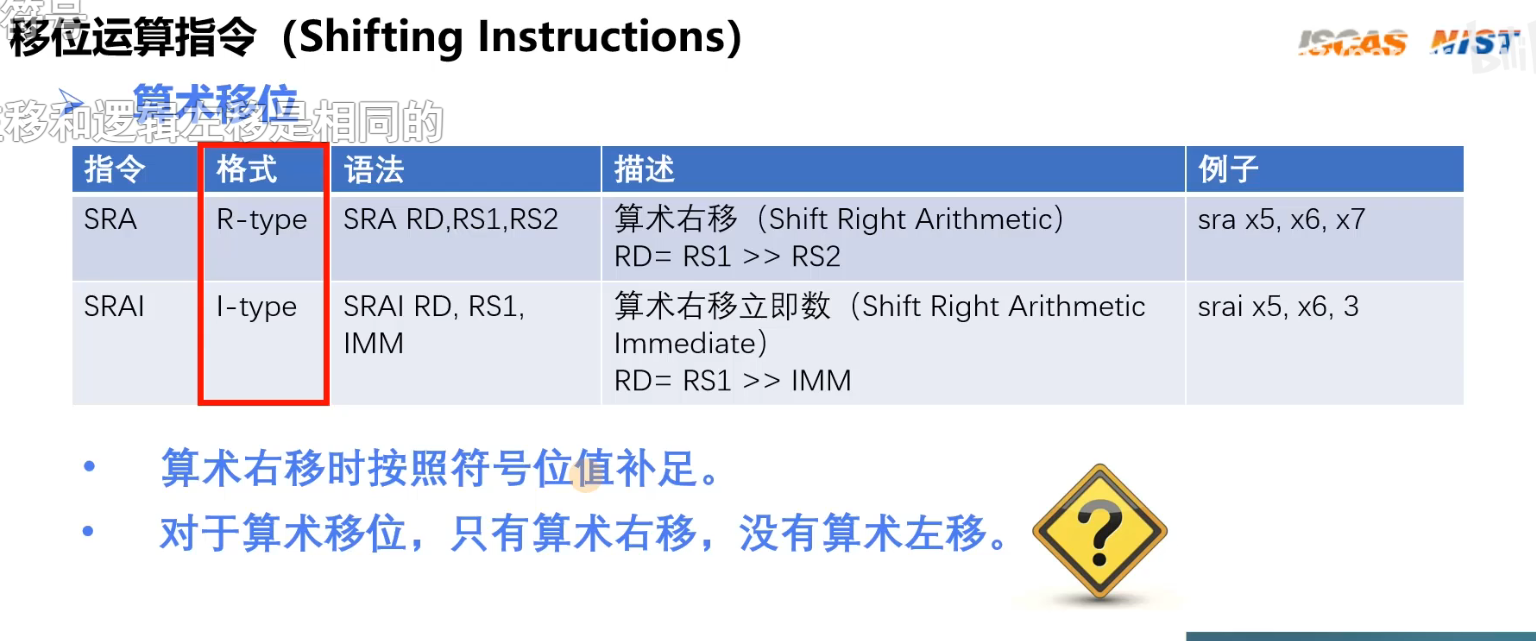 符号
移位运算指令（Shifting Instructions）
ISCAS NIST
算术移位
移和逻辑左移是相同的
指令 格式 语法 描述 例子
SRA R-type SRA RD,RS1,RS2 算术右移（Shift Right Arithmetic） sra x5, x6, x7
RD= RS1 >> RS2
SRAI I-type SRAI RD, RS1, 算术右移立即数（Shift Right Arithmetic srai x5, x6, 3
IMM Immediate）
RD= RS1 >> IMM
• 算术右移时按照符号位值补足。
• 对于算术移位，只有算术右移，没有算术左移。
?